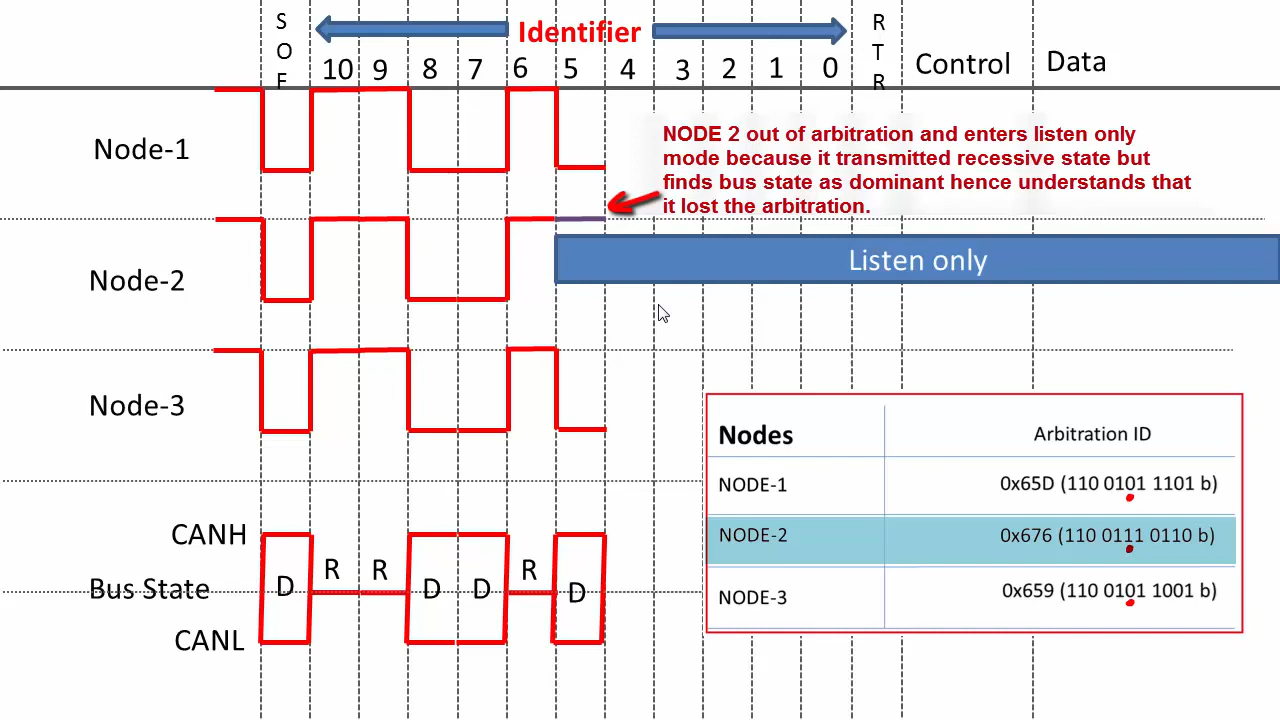 S
O
F
Identifier
R
T
R
10 9 8 7 6 5 4 3 2 1 0
Control
Data
Node-1
NODE 2 out of arbitration and enters listen only
mode because it transmitted recessive state but
finds bus state as dominant hence understands that
it lost the arbitration.
Node-2
Listen only
Node-3
Nodes Arbitration ID
NODE-1 0x65D (110 0101 1101 b)
NODE-2 0x676 (110 0111 0110 b)
NODE-3 0x659 (110 0101 1001 b)
CANH
Bus State
D R R D D R D
CANL